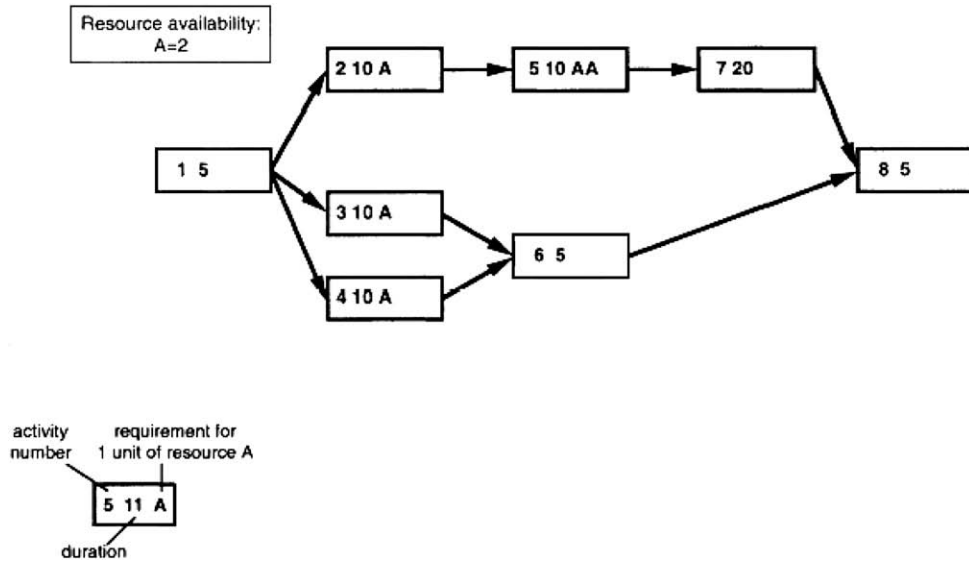 Resource availability:
A=2
2 10 A
5 10 AA
7 20
1 5
8 5
3 10 A
6 5
4 10 A
activity
number
requirement for
1 unit of resource A
5 11 A
duration